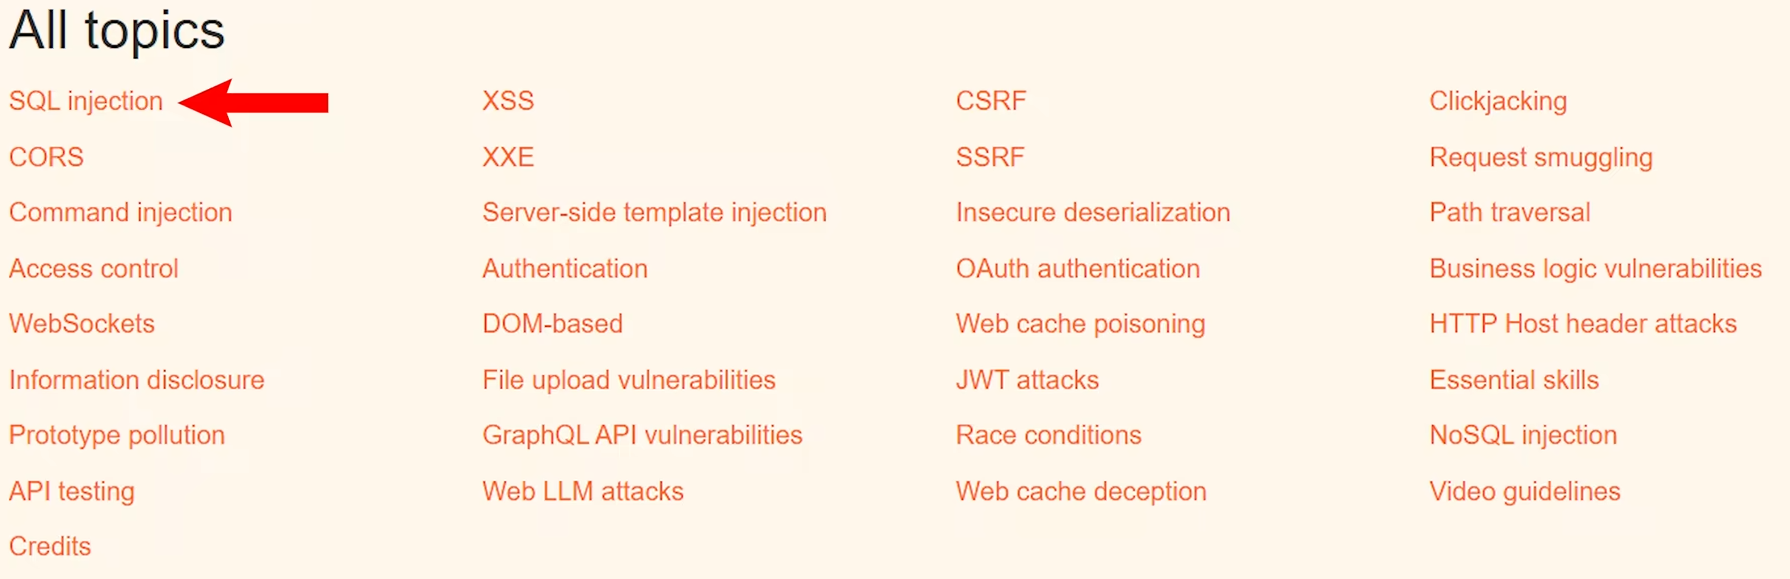 All topics
SQL injection
XSS
CSRF
Clickjacking
CORS
XXE
SSRF
Request smuggling
Command injection
Server-side template injection
Insecure deserialization
Path traversal
Access control
Authentication
OAuth authentication
Business logic vulnerabilities
WebSockets
DOM-based
Web cache poisoning
HTTP Host header attacks
Information disclosure
File upload vulnerabilities
JWT attacks
Essential skills
Prototype pollution
GraphQL API vulnerabilities
Race conditions
NoSQL injection
API testing
Web LLM attacks
Web cache deception
Video guidelines
Credits